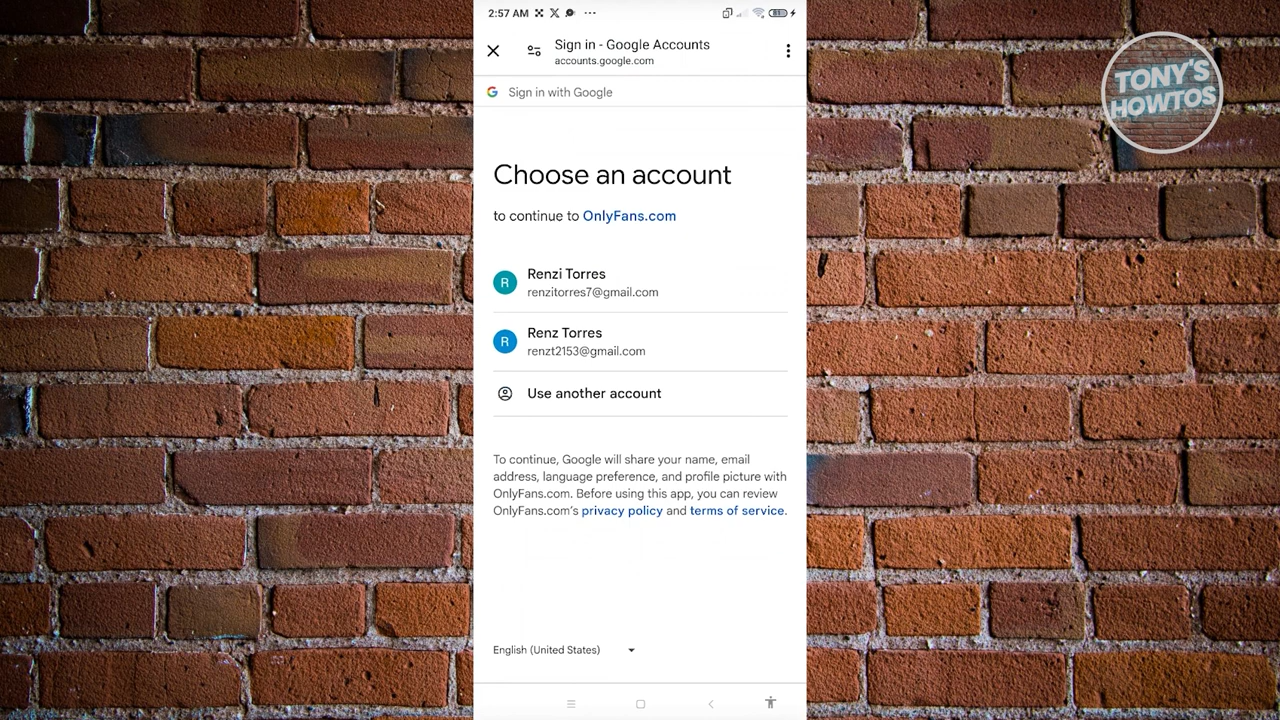 2:57 AM
81
Sign in - Google Accounts
accounts.google.com
TONY'S
HOWTOS
G Sign in with Google
Choose an account
to continue to OnlyFans.com
R Renzi Torres
renzitorres7@gmail.com
R Renz Torres
renzt2153@gmail.com
Use another account
To continue, Google will share your name, email
address, language preference, and profile picture with
OnlyFans.com. Before using this app, you can review
OnlyFans.com's privacy policy and terms of service.
English (United States)